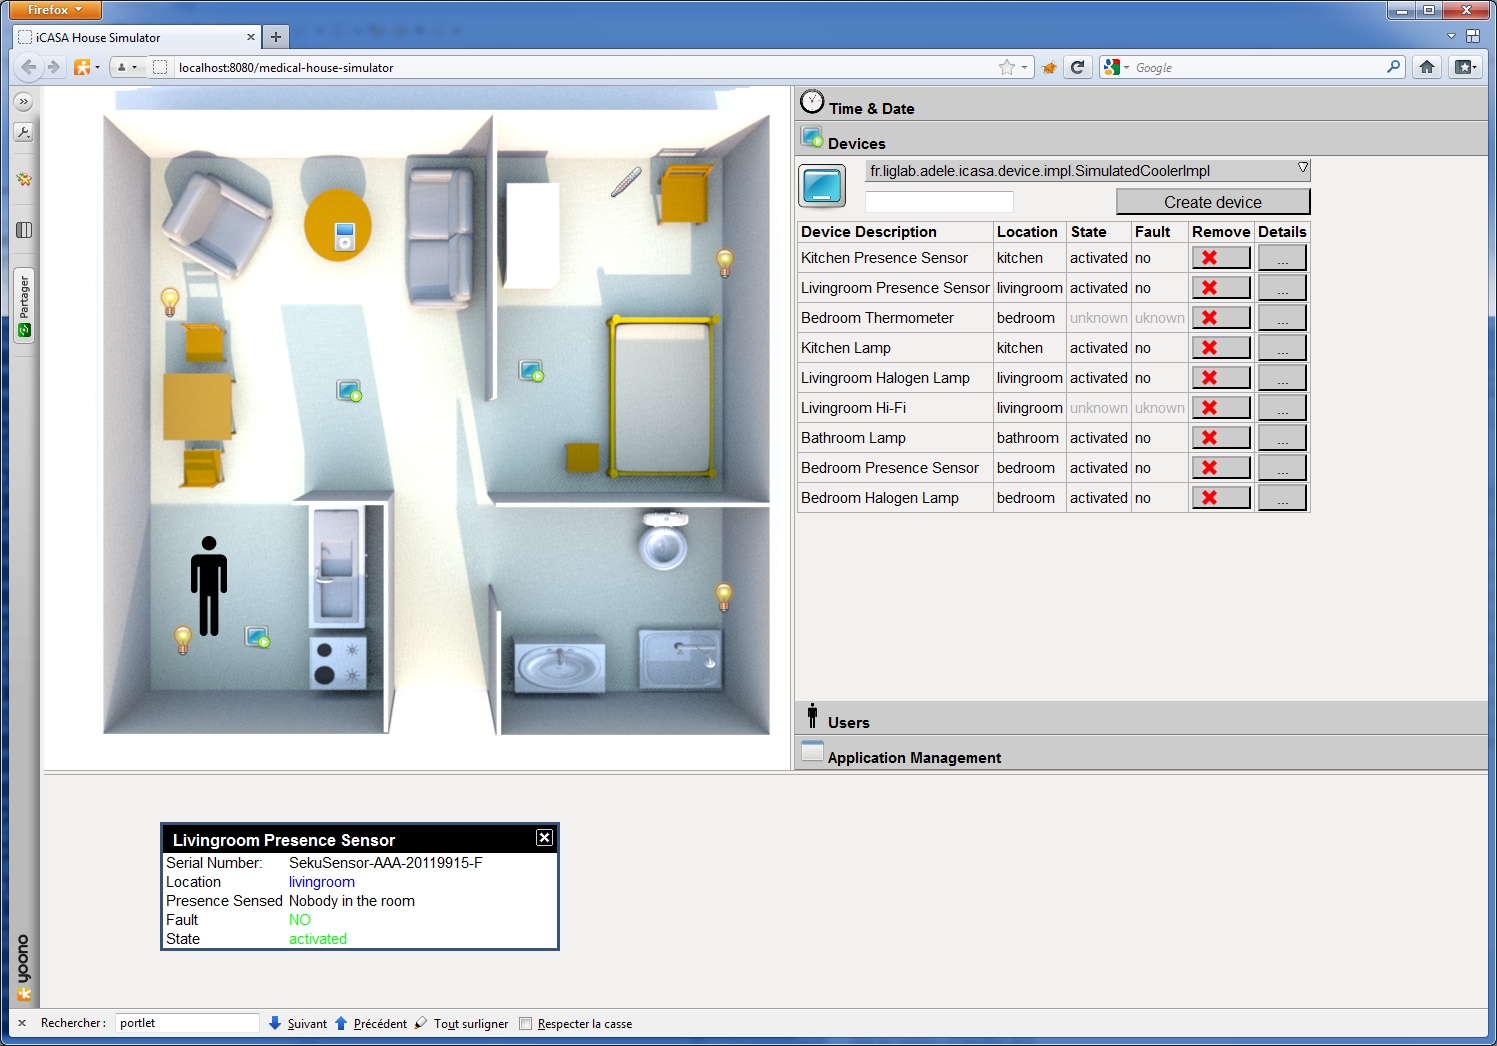 Firefox
iCASA House Simulator
localhost:8080/medical-house-simulator
Google
Partager
yoono
Time & Date
Devices
fr.liglab.adele.icasa.device.impl.SimulatedCoolerImpl
Create device
Device Description Location State Fault Remove Details
Kitchen Presence Sensor kitchen activated no ...
Livingroom Presence Sensor livingroom activated no ...
Bedroom Thermometer bedroom unknown uknown ...
Kitchen Lamp kitchen activated no ...
Livingroom Halogen Lamp livingroom activated no ...
Livingroom Hi-Fi livingroom unknown uknown ...
Bathroom Lamp bathroom activated no ...
Bedroom Presence Sensor bedroom activated no ...
Bedroom Halogen Lamp bedroom activated no ...
Users
Application Management
Livingroom Presence Sensor
Serial Number: SekuSensor-AAA-20119915-F
Location livingroom
Presence Sensed Nobody in the room
Fault NO
State activated
Rechercher : portlet Suivant Précédent Tout surligner Respecter la casse